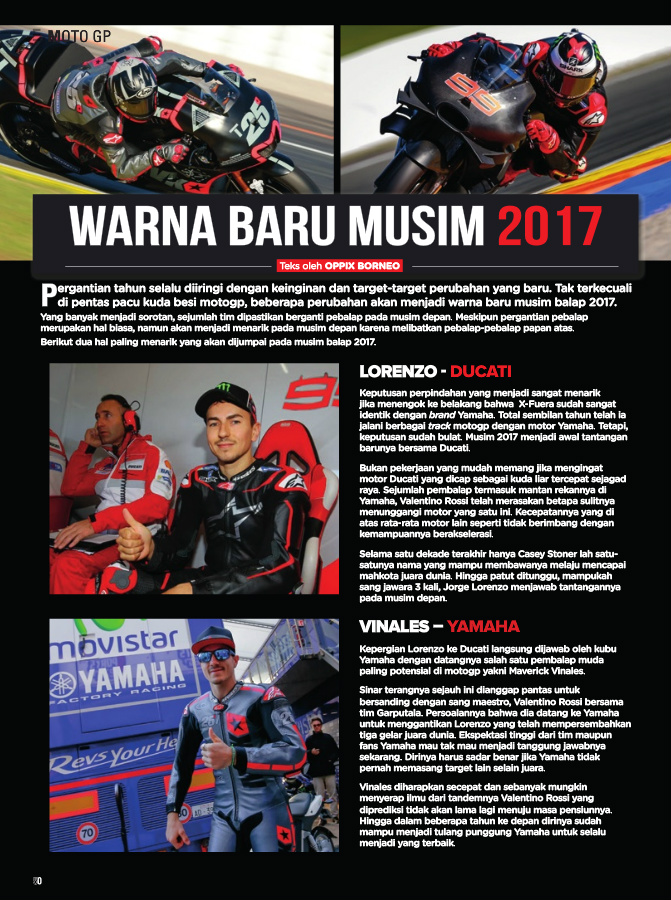 MOTO GP
T25
99
SHARK
WARNA BARU MUSIM 2017
Teks oleh OPPIX BORNEO
Pergantian tahun selalu diiringi dengan keinginan dan target-target perubahan yang baru. Tak terkecuali
di pentas pacu kuda besi motogp, beberapa perubahan akan menjadi warna baru musim balap 2017.
Yang banyak menjadi sorotan, sejumlah tim dipastikan berganti pebalap pada musim depan. Meskipun pergantian pebalap
merupakan hal biasa, namun akan menjadi menarik pada musim depan karena melibatkan pebalap-pebalap papan atas.
Berikut dua hal paling menarik yang akan dijumpai pada musim balap 2017.
LORENZO - DUCATI
Keputusan perpindahan yang menjadi sangat menarik
jika menengok ke belakang bahwa X-Fuera sudah sangat
identik dengan brand Yamaha. Total sembilan tahun telah ia
jalani berbagai track motogp dengan motor Yamaha. Tetapi,
keputusan sudah bulat. Musim 2017 menjadi awal tantangan
barunya bersama Ducati.
Bukan pekerjaan yang mudah memang jika mengingat
motor Ducati yang dicap sebagai kuda liar tercepat sejagad
raya. Sejumlah pembalap termasuk mantan rekannya di
Yamaha, Valentino Rossi telah merasakan betapa sulitnya
menunggangi motor yang satu ini. Kecepatannya yang di
atas rata-rata motor lain seperti tidak berimbang dengan
kemampuannya berakselerasi.
Selama satu dekade terakhir hanya Casey Stoner lah satu-
satunya nama yang mampu membawanya melaju mencapai
mahkota juara dunia. Hingga patut ditunggu, mampukah
sang jawara 3 kali, Jorge Lorenzo menjawab tantangannya
pada musim depan.
VINALES – YAMAHA
Kepergian Lorenzo ke Ducati langsung dijawab oleh kubu
Yamaha dengan datangnya salah satu pembalap muda
paling potensial di motogp yakni Maverick Vinales.
Sinar terangnya sejauh ini dianggap pantas untuk
bersanding dengan sang maestro, Valentino Rossi bersama
tim Garputala. Persoalannya bahwa dia datang ke Yamaha
untuk menggantikan Lorenzo yang telah mempersembahkan
tiga gelar juara dunia. Ekspektasi tinggi dari tim maupun
fans Yamaha mau tak mau menjadi tanggung jawabnya
sekarang. Dirinya harus sadar benar jika Yamaha tidak
pernah memasang target lain selain juara.
Vinales diharapkan secepat dan sebanyak mungkin
menyerap ilmu dari tandemnya Valentino Rossi yang
diprediksi tidak akan lama lagi menuju masa pensiunnya.
Hingga dalam beberapa tahun ke depan dirinya sudah
mampu menjadi tulang punggung Yamaha untuk selalu
menjadi yang terbaik.
movistar
YAMAHA
FACTORY RACING
Revs Your He
70